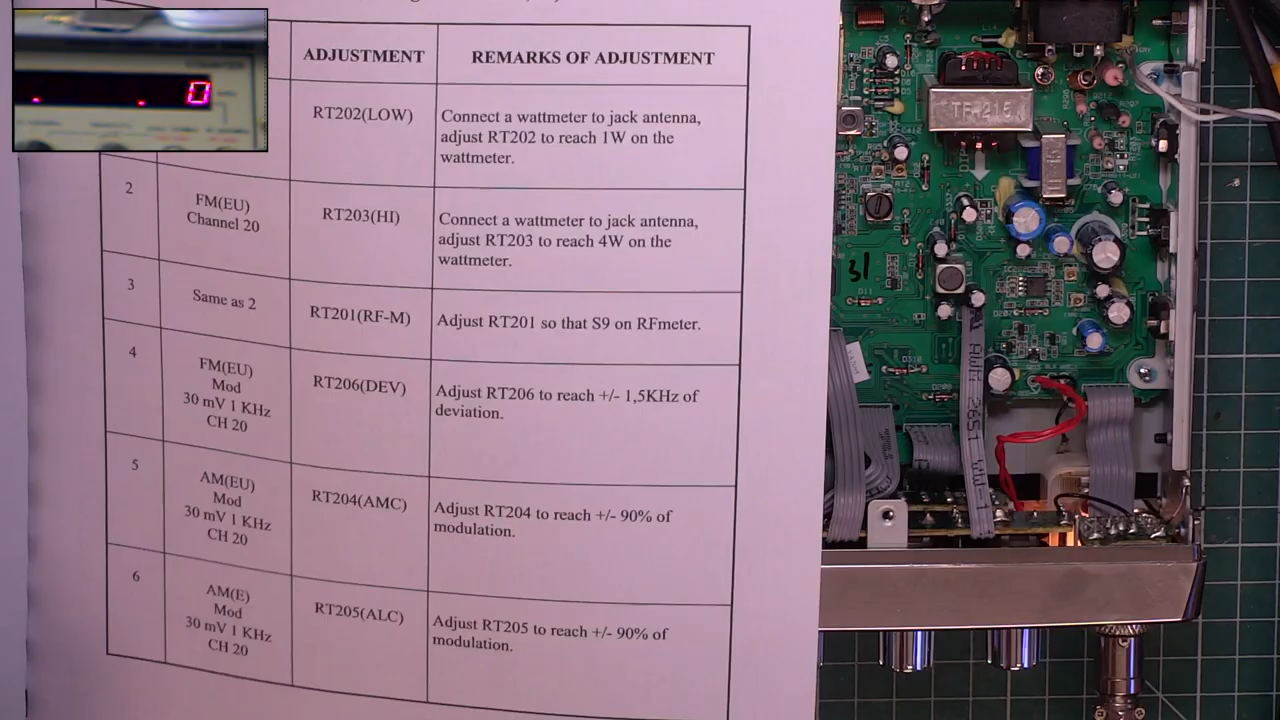 ADJUSTMENT
REMARKS OF ADJUSTMENT
RT202(LOW)
Connect a wattmeter to jack antenna,
adjust RT202 to reach 1W on the
wattmeter.
2
FM(EU)
Channel 20
RT203(HI)
Connect a wattmeter to jack antenna,
adjust RT203 to reach 4W on the
wattmeter.
3
Same as 2
RT201(RF-M)
Adjust RT201 so that S9 on RFmeter.
4
FM(EU)
Mod
30 mV 1 KHz
CH 20
RT206(DEV)
Adjust RT206 to reach +/- 1,5KHz of
deviation.
5
AM(EU)
Mod
30 mV 1 KHz
CH 20
RT204(AMC)
Adjust RT204 to reach +/- 90% of
modulation.
6
AM(E)
Mod
30 mV 1 KHz
CH 20
RT205(ALC)
Adjust RT205 to reach +/- 90% of
modulation.
0
TF-215
31
D11
AWM 2651